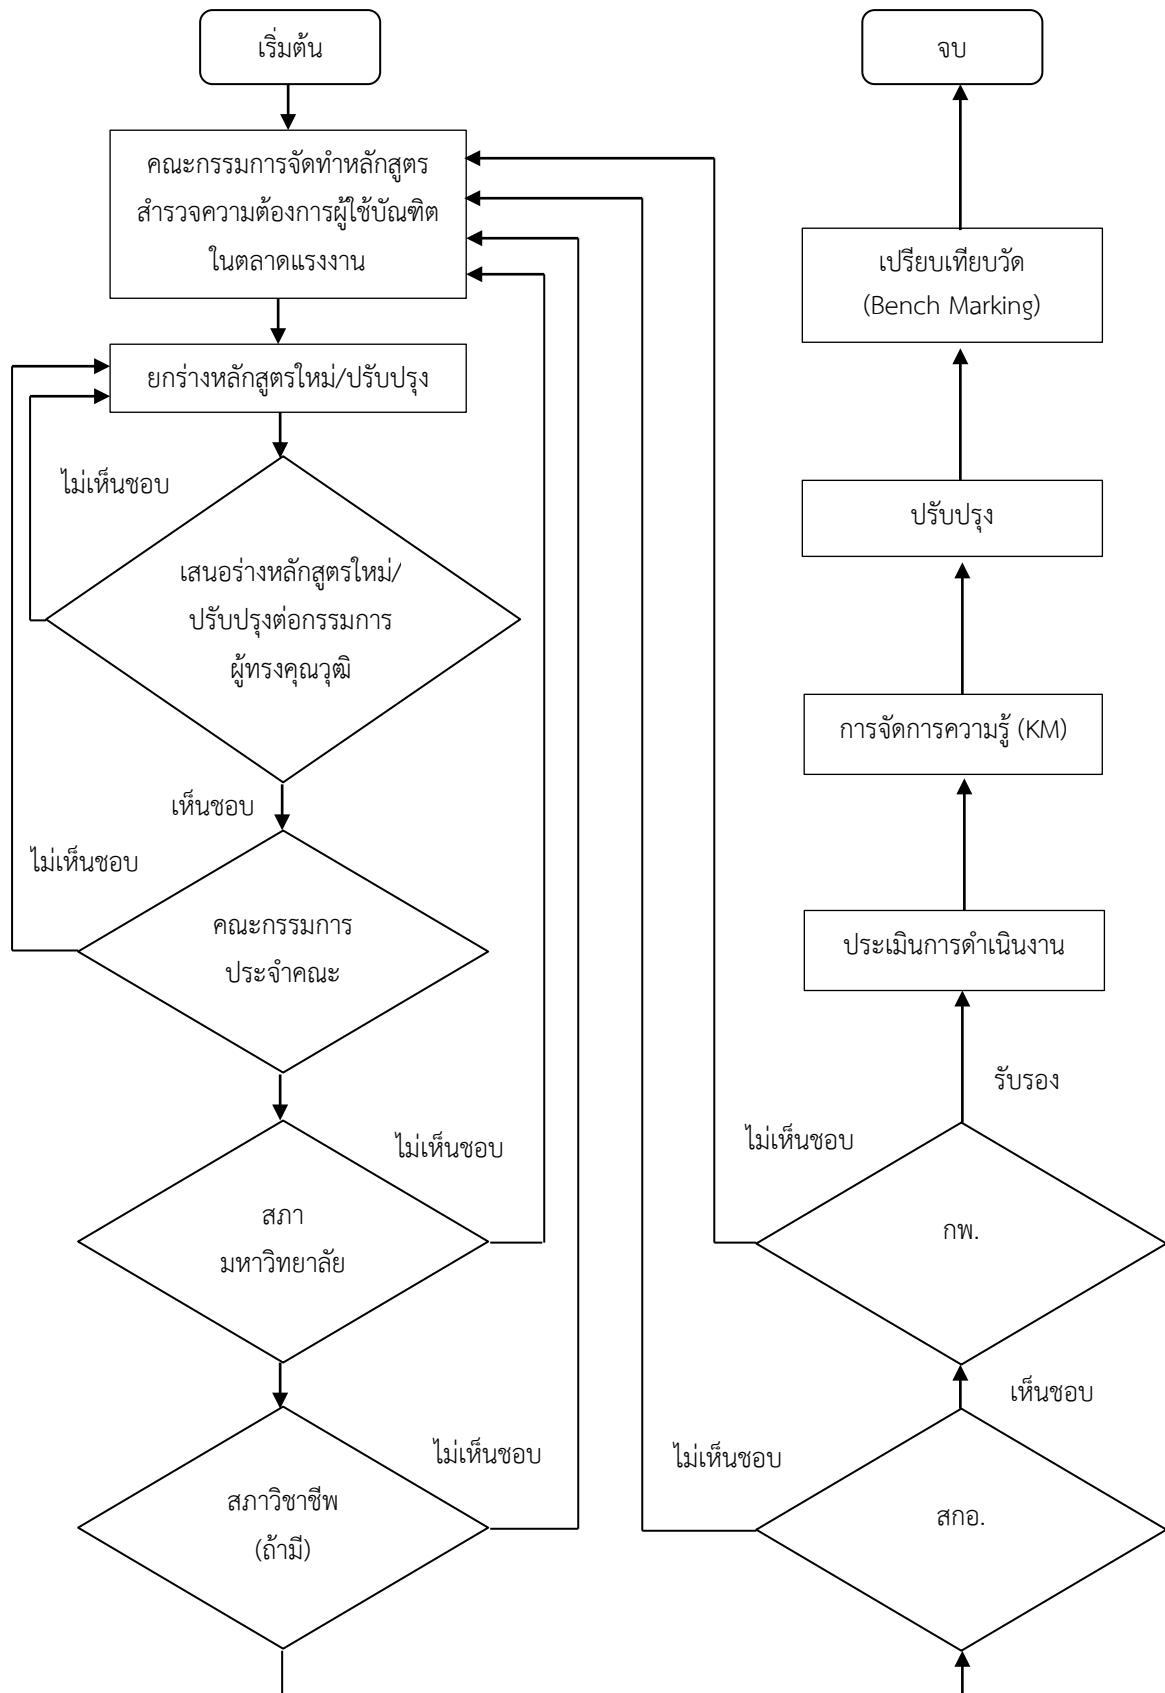 เริ่มต้น
คณะกรรมการจัดทำหลักสูตร
สำรวจความต้องการผู้ใช้บัณฑิต
ในตลาดแรงงาน
ยกร่างหลักสูตรใหม่/ปรับปรุง
ไม่เห็นชอบ
เสนอร่างหลักสูตรใหม่/
ปรับปรุงต่อกรรมการ
ผู้ทรงคุณวุฒิ
เห็นชอบ
ไม่เห็นชอบ
คณะกรรมการ
ประจำคณะ
ไม่เห็นชอบ
สภา
มหาวิทยาลัย
ไม่เห็นชอบ
สภาวิชาชีพ
(ถ้ามี)
จบ
เปรียบเทียบวัด
(Bench Marking)
ปรับปรุง
การจัดการความรู้ (KM)
ประเมินการดำเนินงาน
รับรอง
ไม่เห็นชอบ
กพ.
เห็นชอบ
ไม่เห็นชอบ
สกอ.